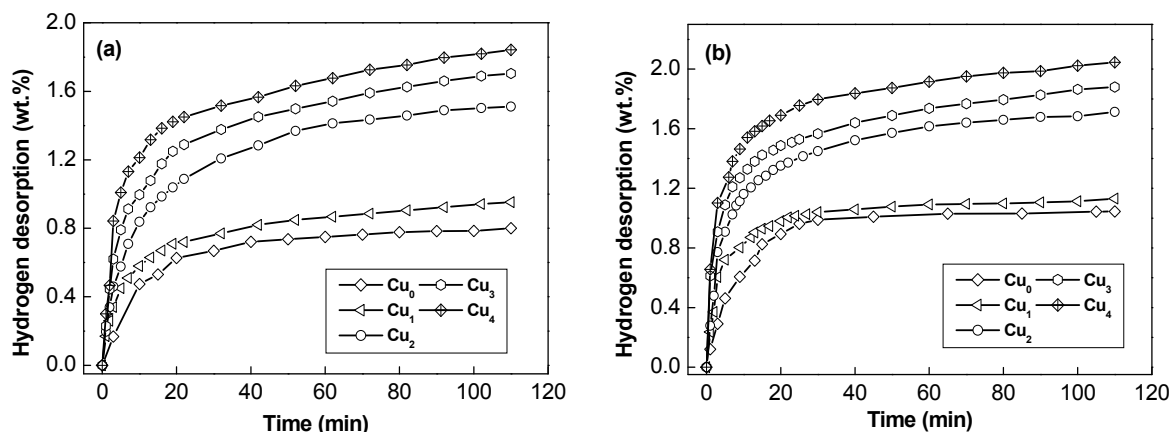 (a)
Hydrogen desorption (wt.%)
2.0
1.6
1.2
0.8
0.4
0.0
Cu₀ Cu₃
Cu₁ Cu₄
Cu₂
0 20 40 60 80 100 120
Time (min)
(b)
Hydrogen desorption (wt.%)
2.0
1.6
1.2
0.8
0.4
0.0
Cu₀ Cu₃
Cu₁ Cu₄
Cu₂
0 20 40 60 80 100 120
Time (min)